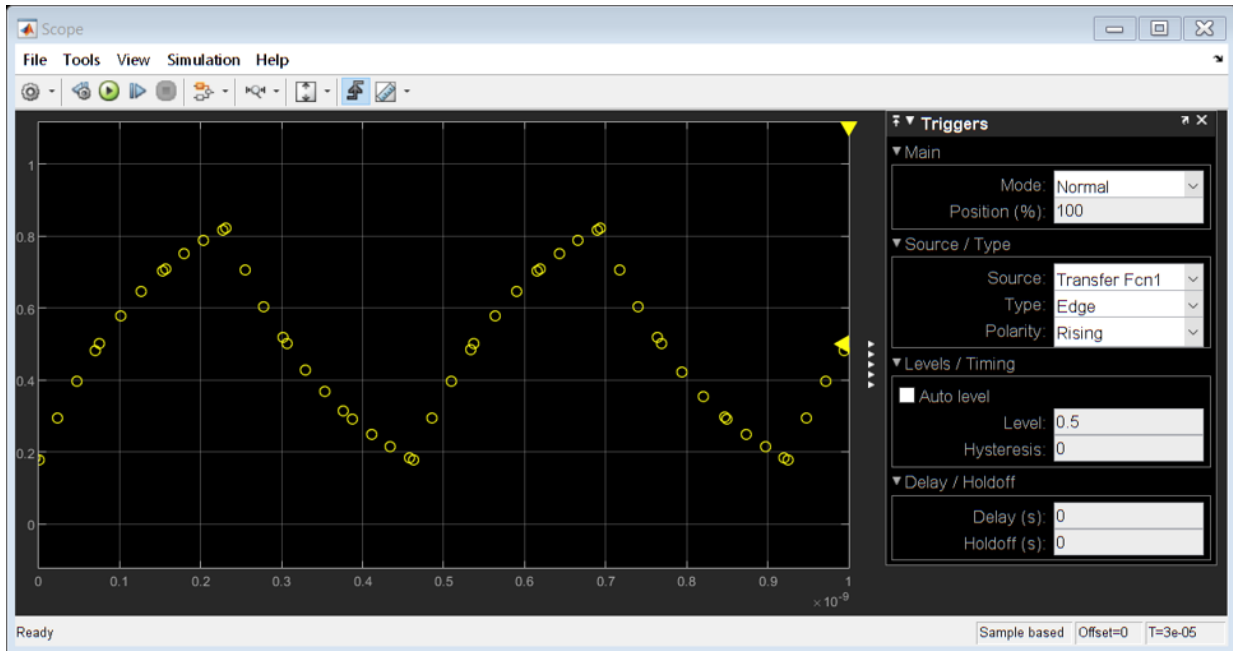 Scope
File Tools View Simulation Help
1
0.8
0.6
0.4
0.2
0
0 0.1 0.2 0.3 0.4 0.5 0.6 0.7 0.8 0.9 1
×10⁻⁹
Triggers
Main
Mode: Normal
Position (%): 100
Source / Type
Source: Transfer Fcn1
Type: Edge
Polarity: Rising
Levels / Timing
Auto level
Level: 0.5
Hysteresis: 0
Delay / Holdoff
Delay (s): 0
Holdoff (s): 0
Ready Sample based Offset=0 T=3e-05